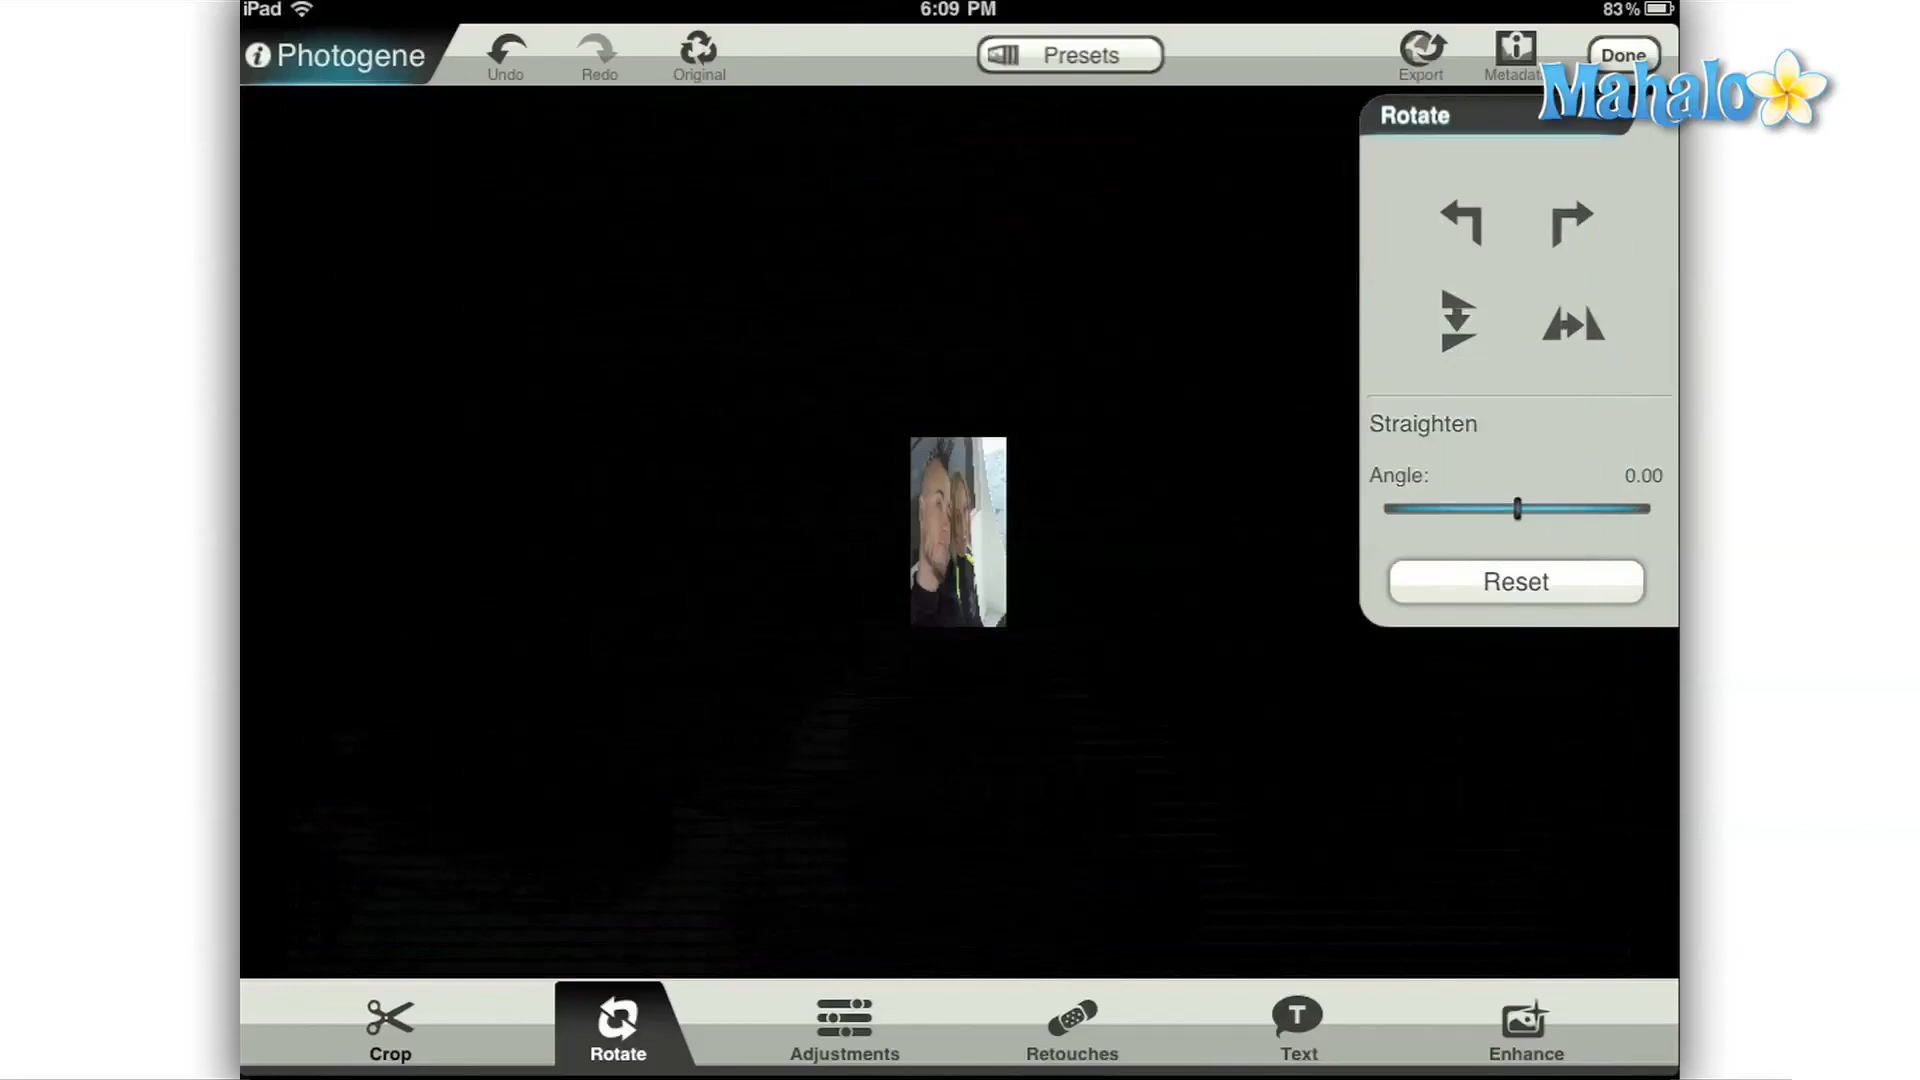 iPad 6:09 PM 83%
Photogene Undo Redo Original Presets Export Metadat Done
Mahalo
Rotate
Straighten
Angle: 0.00
Reset
Crop Rotate Adjustments Retouches T Text Enhance